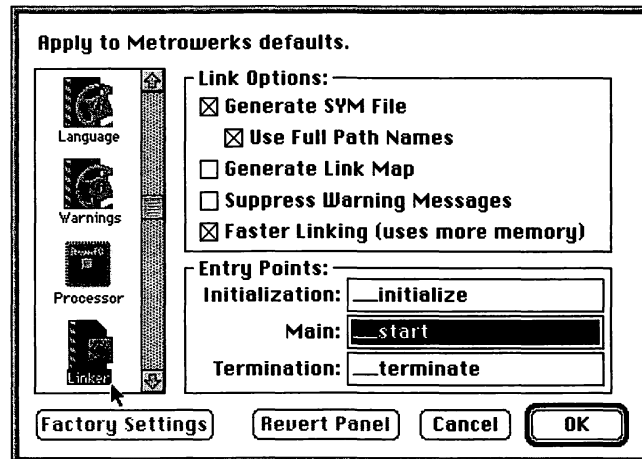 Apply to Metrowerks defaults.
Language
Warnings
Processor
Linker
Link Options:
Generate SYM File
Use Full Path Names
Generate Link Map
Suppress Warning Messages
Faster Linking (uses more memory)
Entry Points:
Initialization: __initialize
Main: __start
Termination: __terminate
Factory Settings Revert Panel Cancel OK